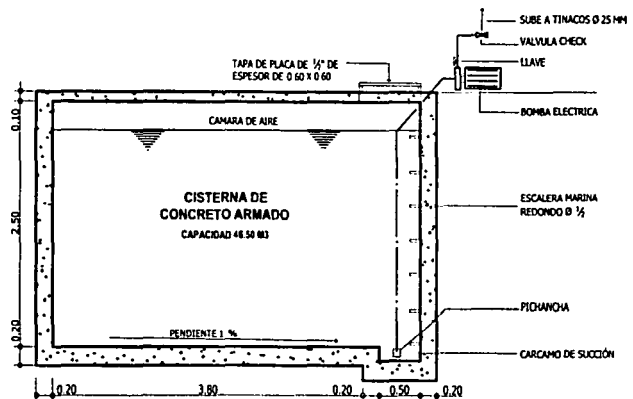 SUBE A TINACOS Ø 25 MM
VALVULA CHECK
LLAVE
TAPA DE PLACA DE ½" DE
ESPESOR DE 0 60 X 0 60
BOMBA ELECTRICA
0.10
CAMARA DE AIRE
CISTERNA DE
CONCRETO ARMADO
CAPACIDAD 46.50 M3
ESCALERA MARINA
REDONDO Ø ½
2.50
PICHANCHA
PENDIENTE 1 %
0.20
CARCAMO DE SUCCIÓN
0.20 3.80 0.20 0.50 0.20